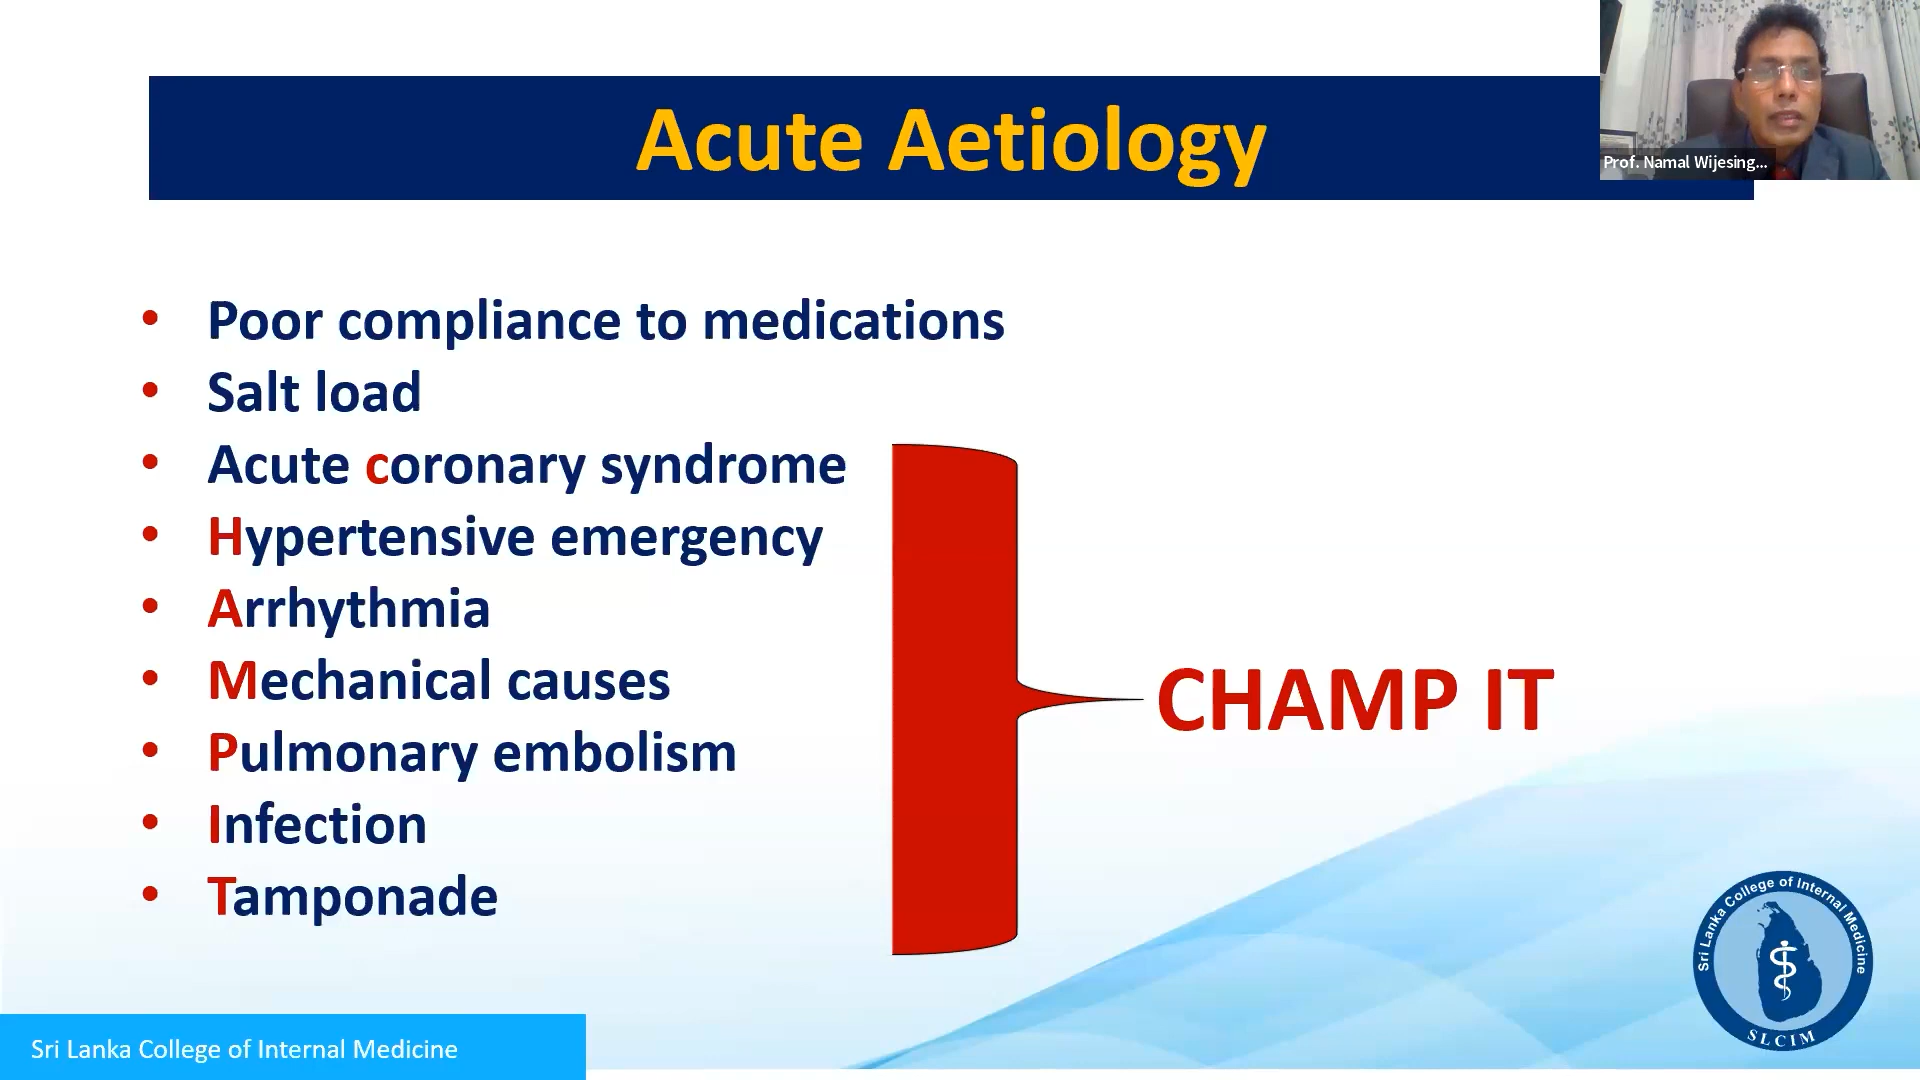 Acute Aetiology
Prof. Namal Wijesing...
• Poor compliance to medications
• Salt load
• Acute coronary syndrome
• Hypertensive emergency
• Arrhythmia
• Mechanical causes
• Pulmonary embolism
• Infection
• Tamponade
CHAMP IT
Sri Lanka College of Internal Medicine
Sri Lanka College of Internal Medicine
SLCIM